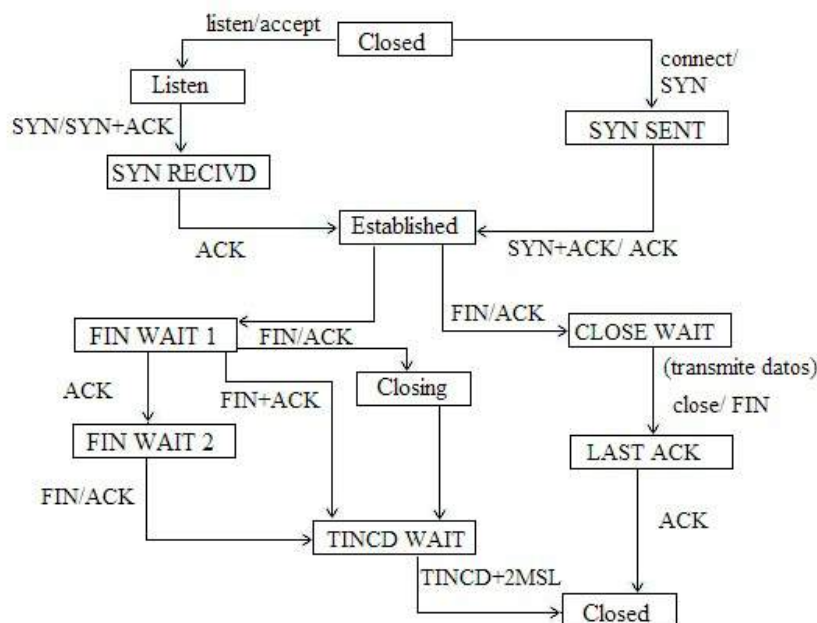 listen/accept
Closed
connect/
SYN
Listen
SYN/SYN+ACK
SYN SENT
SYN RECIVD
Established
ACK
SYN+ACK/ ACK
FIN WAIT 1
FIN/ACK
FIN/ACK
CLOSE WAIT
(transmite datos)
ACK
FIN+ACK
Closing
close/ FIN
FIN WAIT 2
LAST ACK
FIN/ACK
ACK
TINCD WAIT
TINCD+2MSL
Closed